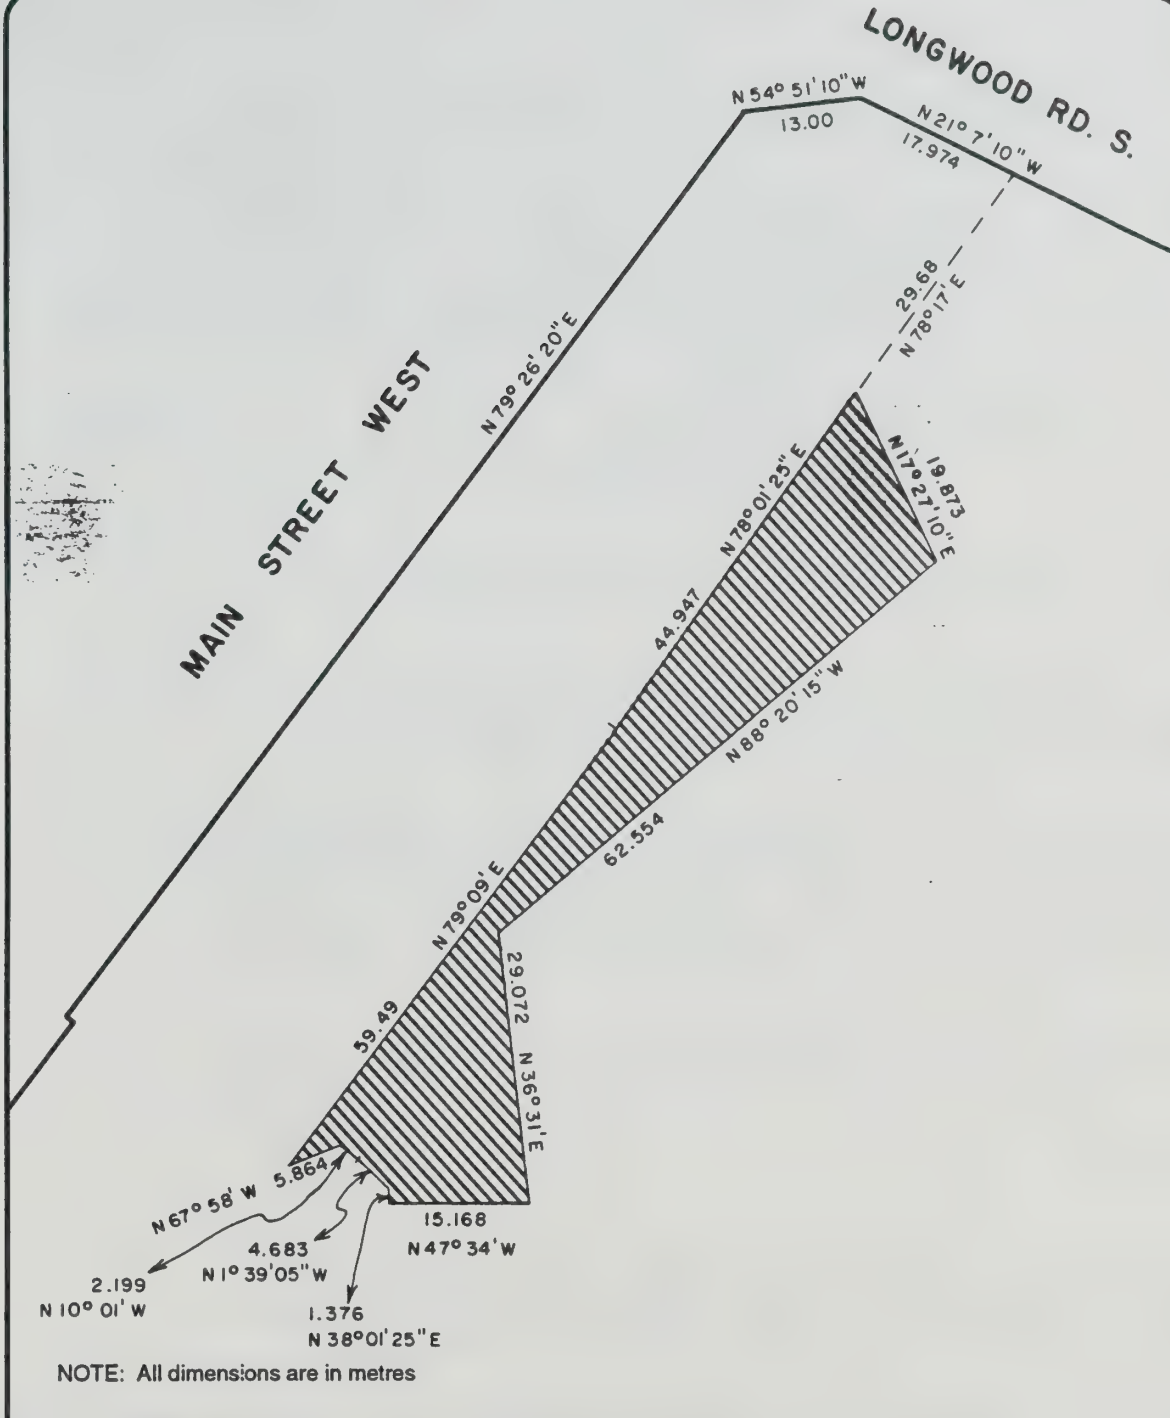 LONGWOOD RD. S.
N 54° 51' 10" W
13.00
N 21° 7' 10" W
17.974
29.68
N 78° 17' E
N 79° 26' 20" E
MAIN STREET WEST
N 78° 01' 25" E
44.947
19.873
N 17° 27' 10" E
N 88° 20' 15" W
62.554
N 79° 09' E
59.49
29.072
N 36° 31' E
5.864
N 67° 58' W
15.168
N 47° 34' W
4.683
N 1° 39' 05" W
2.199
N 10° 01' W
1.376
N 38° 01' 25" E
NOTE: All dimensions are in metres